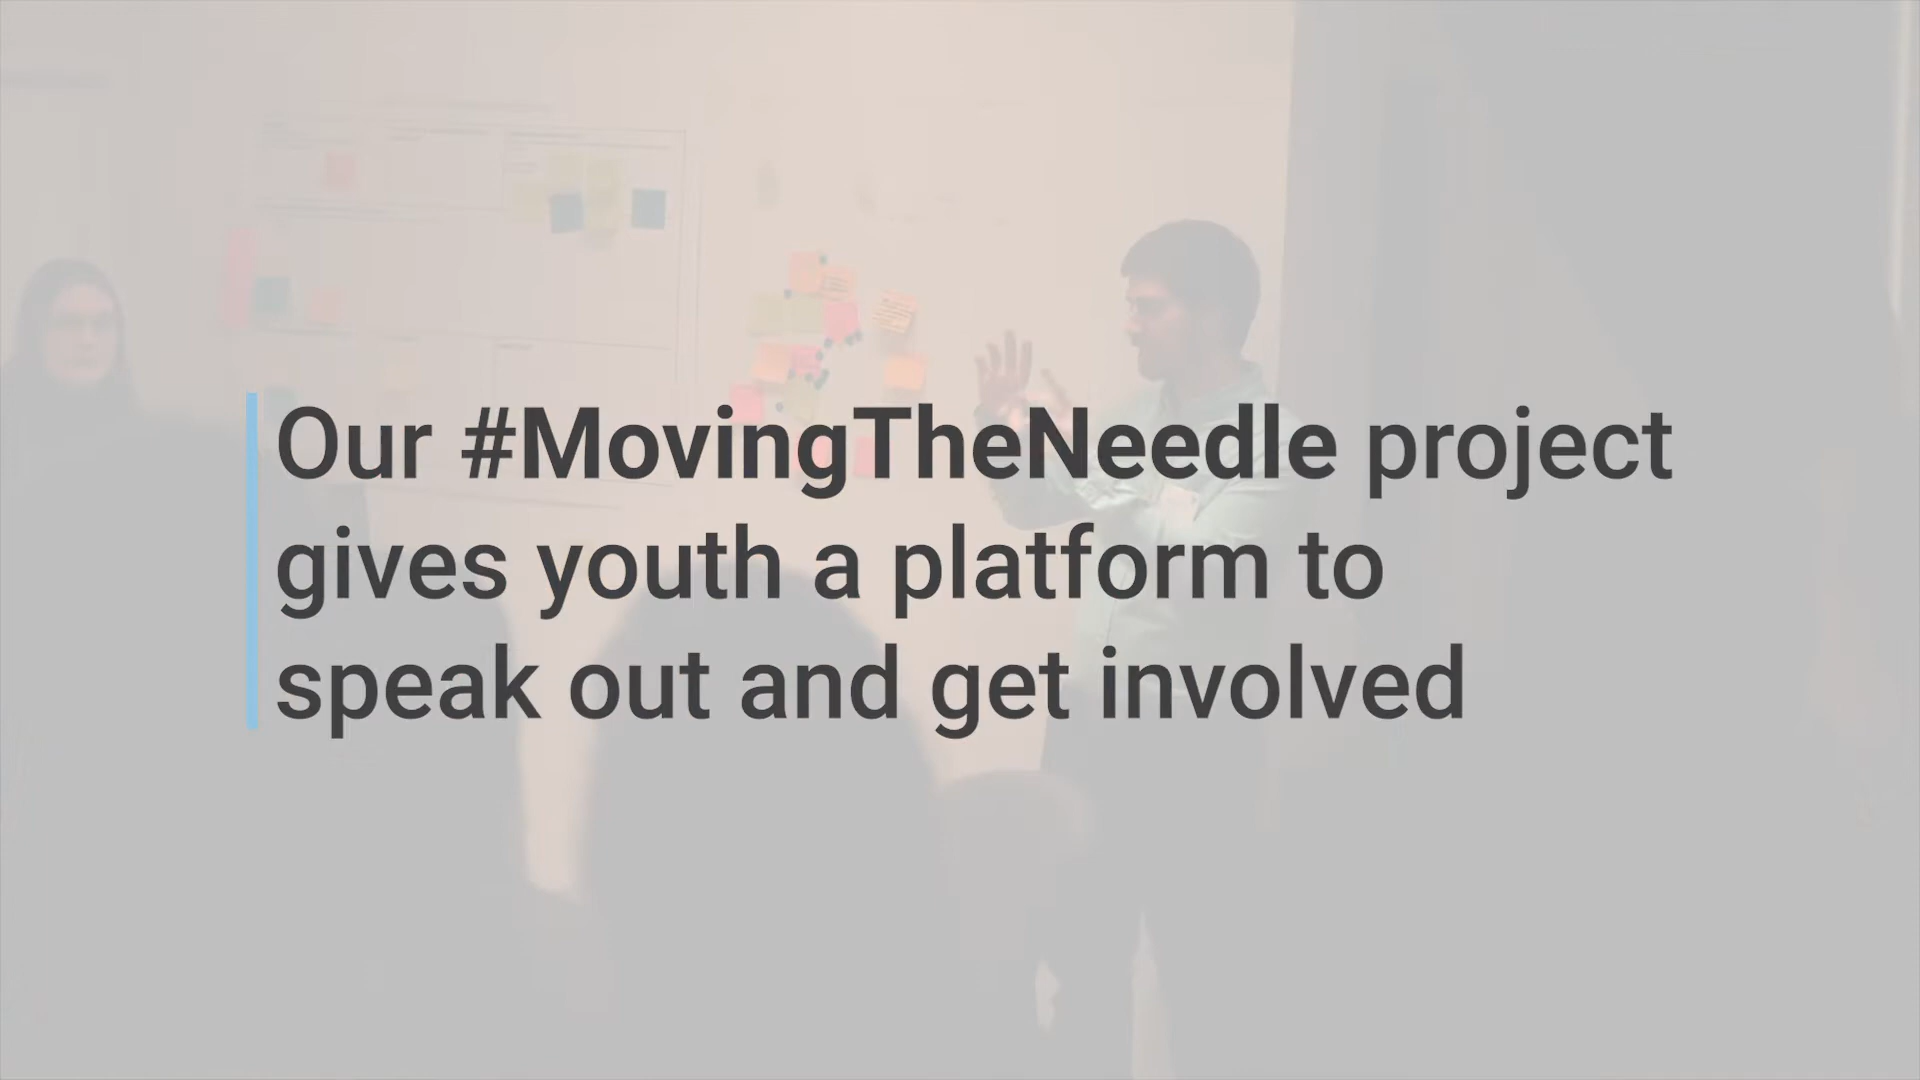 Our #MovingTheNeedle project
gives youth a platform to
speak out and get involved